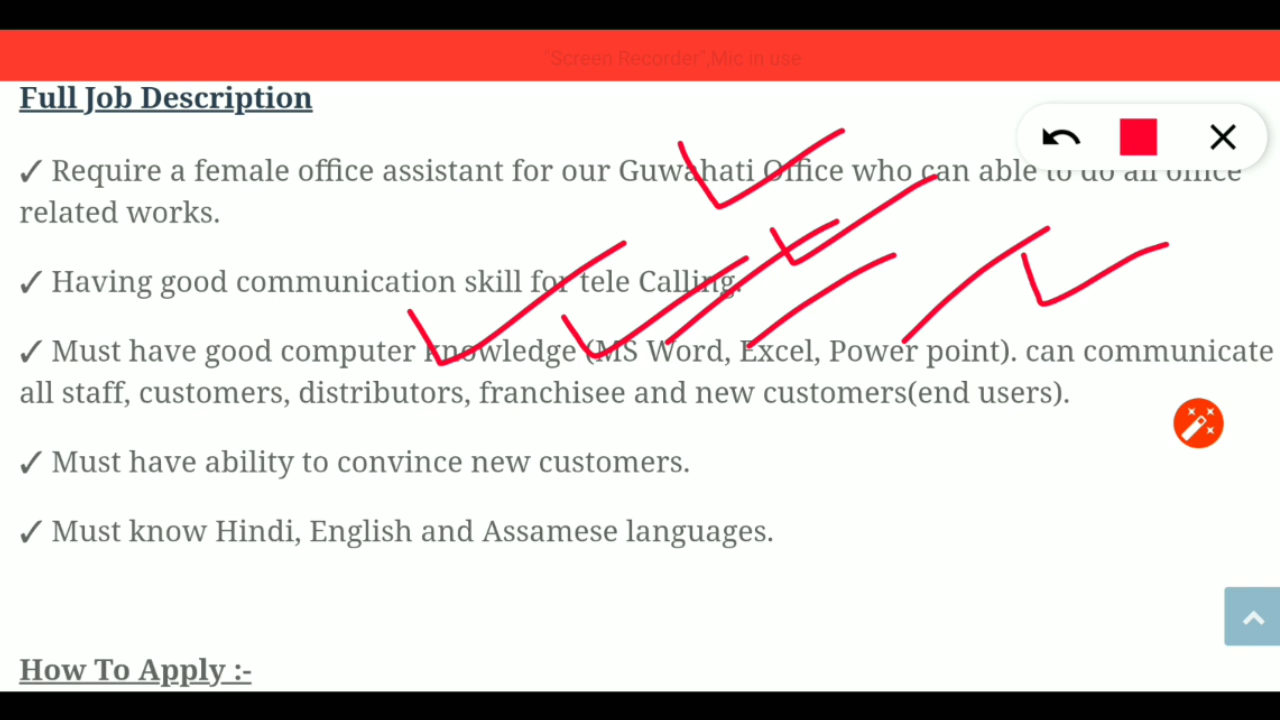 "Screen Recorder",Mic in use
Full Job Description
✓ Require a female office assistant for our Guwahati Office who can able to do all office
related works.
✓ Having good communication skill for tele Calling.
✓ Must have good computer knowledge (MS Word, Excel, Power point). can communicate
all staff, customers, distributors, franchisee and new customers(end users).
✓ Must have ability to convince new customers.
✓ Must know Hindi, English and Assamese languages.
How To Apply :-